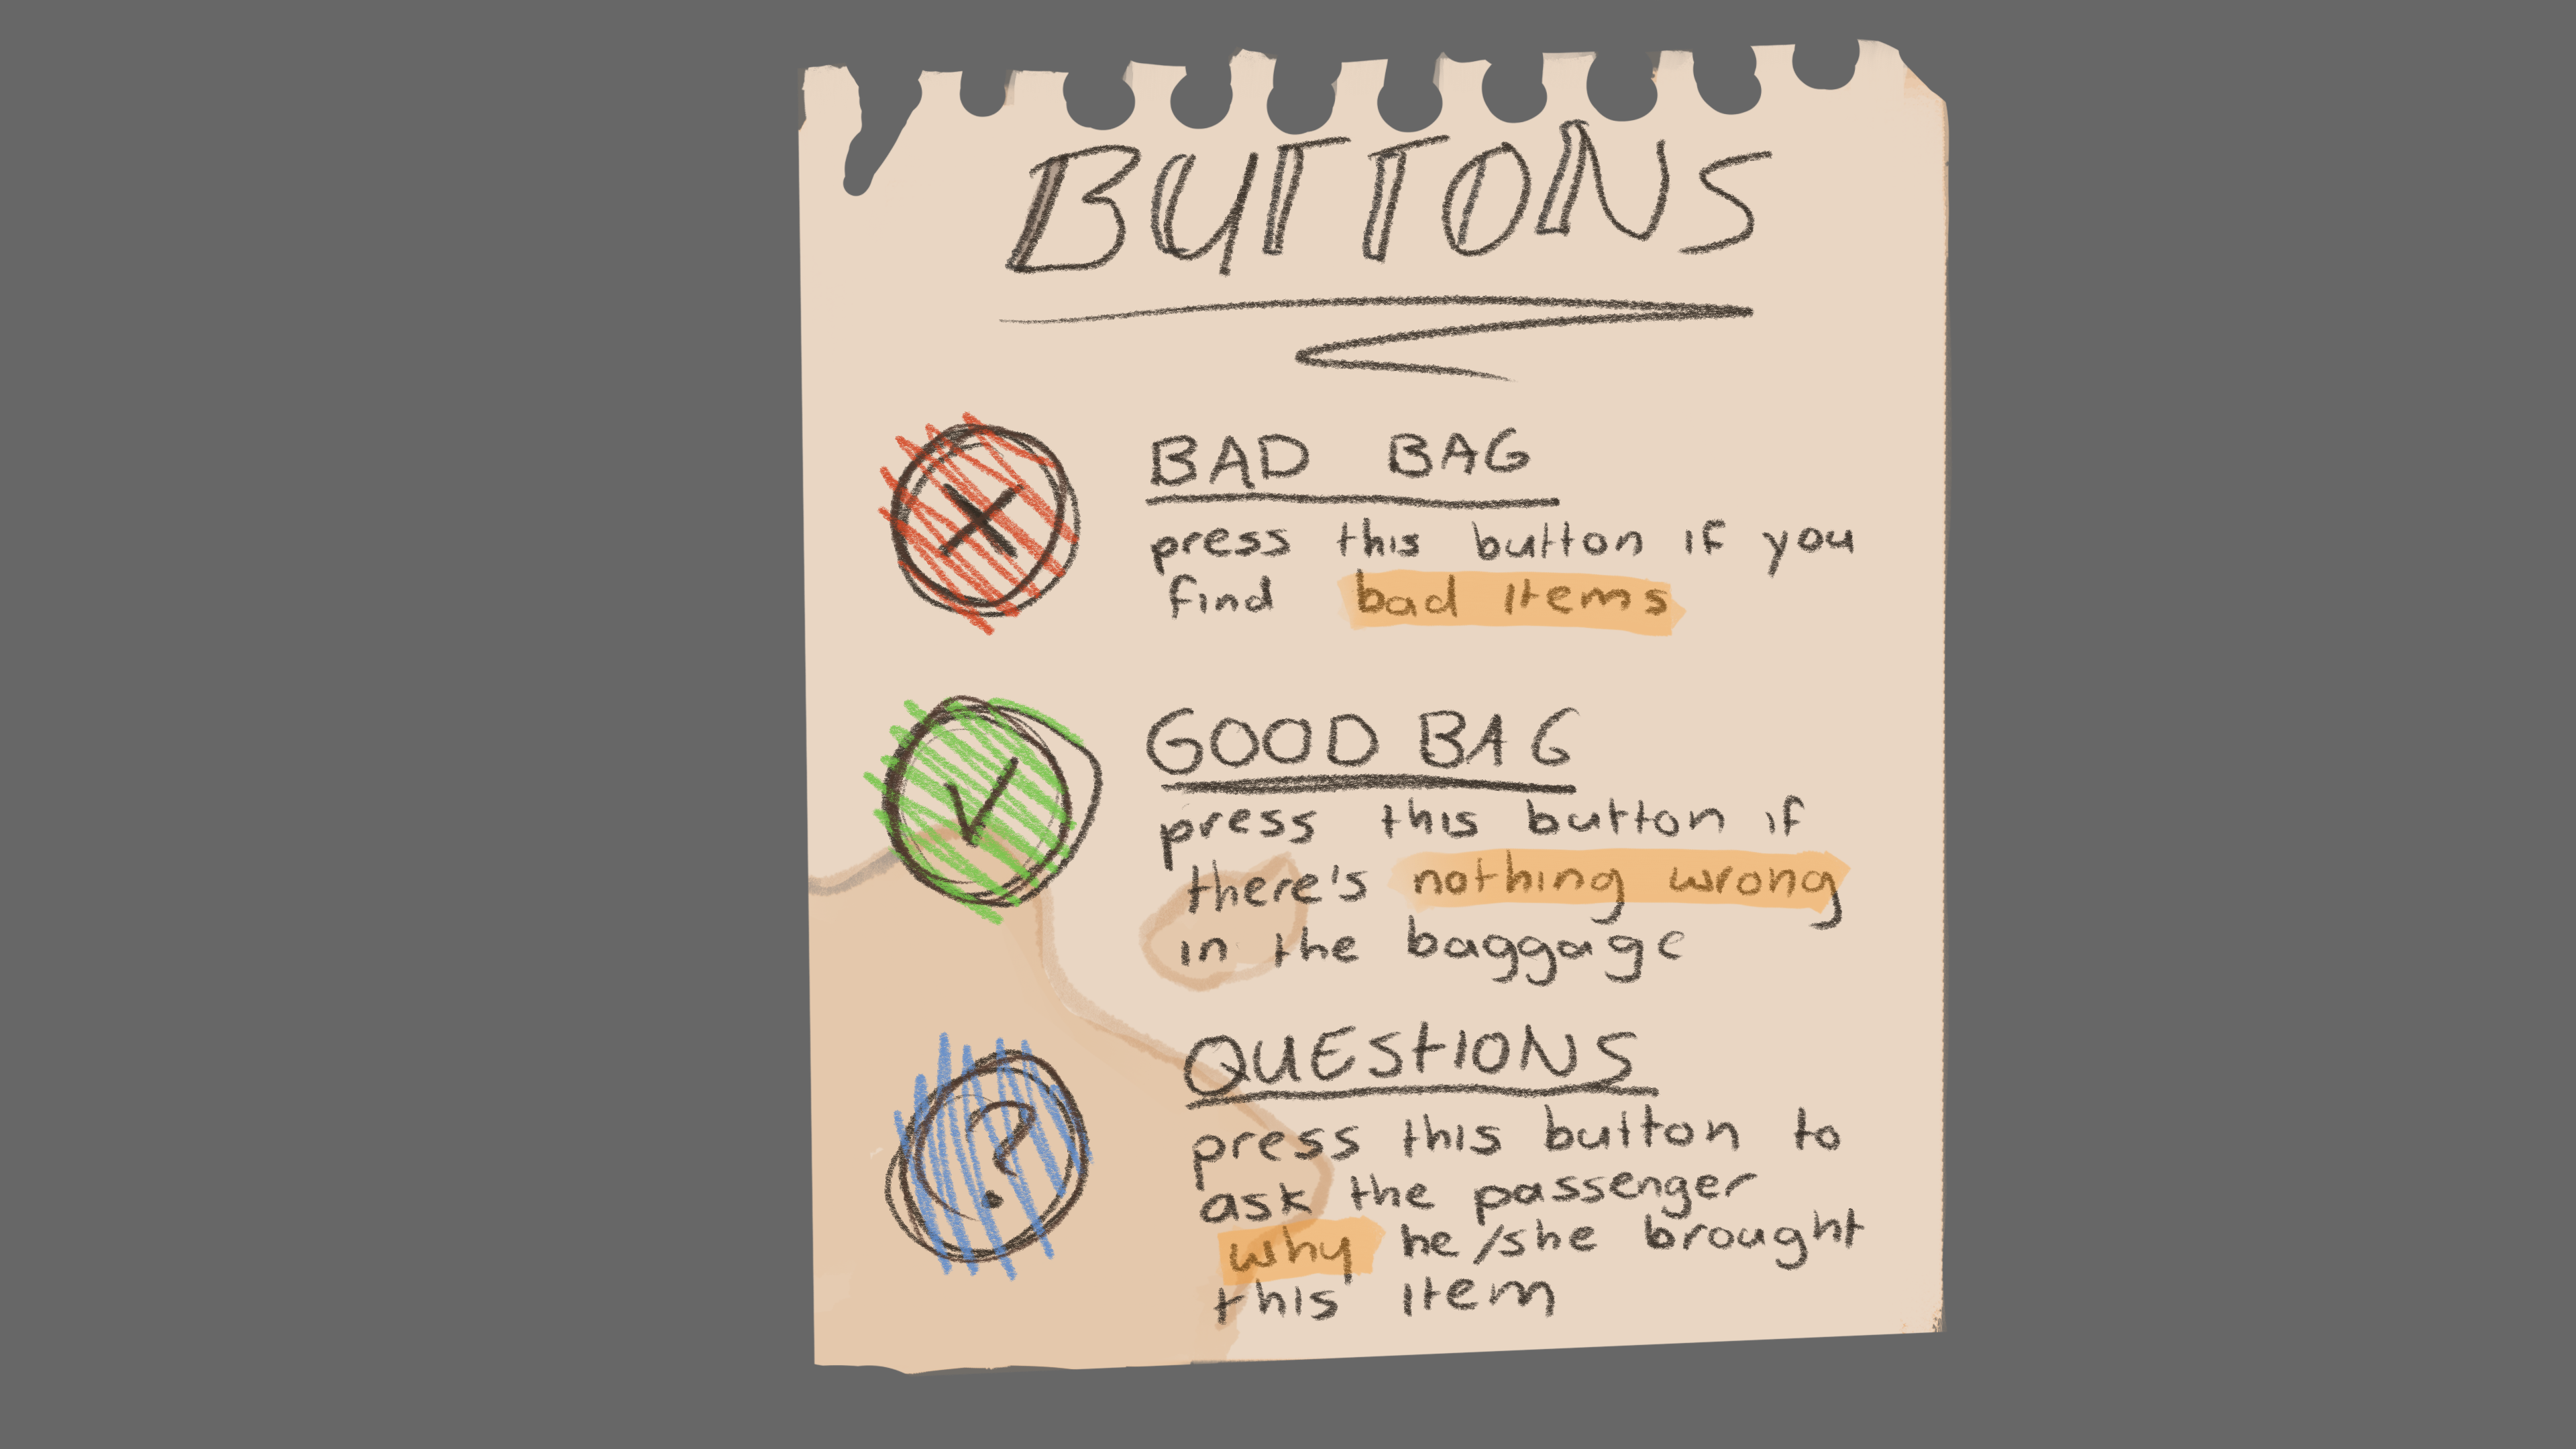 BUTTONS
BAD BAG
press this button if you
find bad items
GOOD BAG
press this button if
there's nothing wrong
in the baggage
?
QUESTIONS
press this button to
ask the passenger
why he/she brought
this item